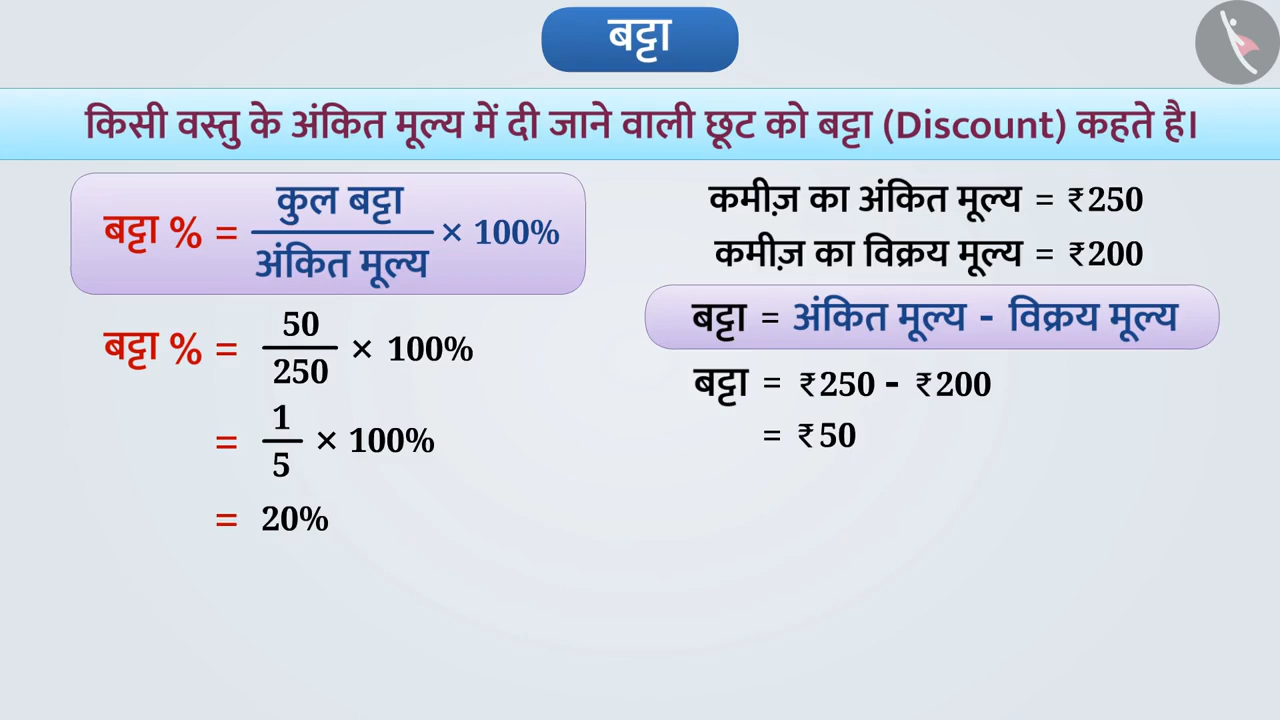 बट्टा
किसी वस्तु के अंकित मूल्य में दी जाने वाली छूट को बट्टा (Discount) कहते है।
बट्टा % = कुल बट्टा / अंकित मूल्य × 100%
बट्टा % = 50 / 250 × 100%
= 1 / 5 × 100%
= 20%
कमीज़ का अंकित मूल्य = ₹250
कमीज़ का विक्रय मूल्य = ₹200
बट्टा = अंकित मूल्य - विक्रय मूल्य
बट्टा = ₹250 - ₹200
= ₹50